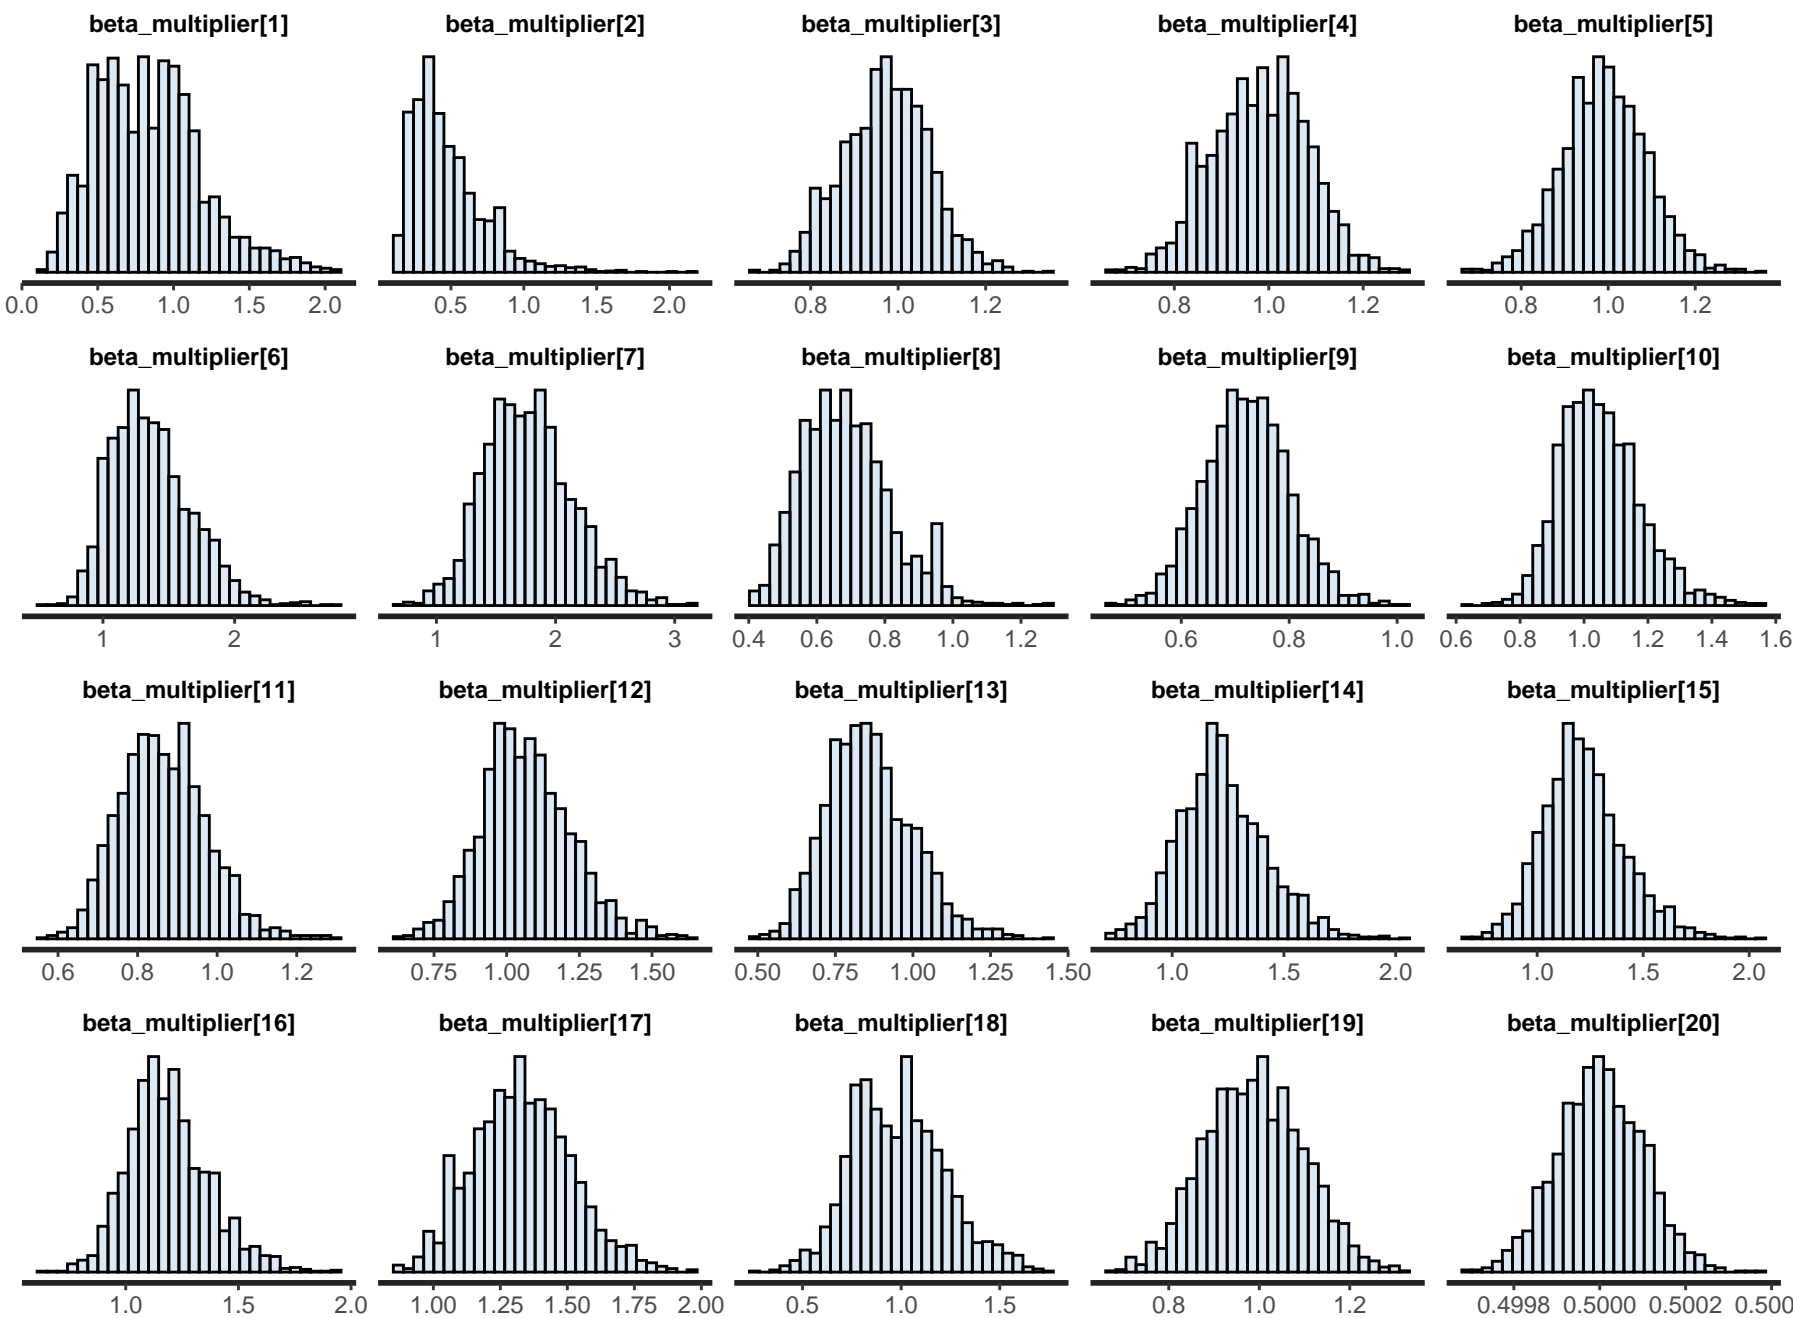 beta_multiplier[1] beta_multiplier[2] beta_multiplier[3] beta_multiplier[4] beta_multiplier[5]
0.0 0.5 1.0 1.5 2.0 0.5 1.0 1.5 2.0 0.8 1.0 1.2 0.8 1.0 1.2 0.8 1.0 1.2
beta_multiplier[6] beta_multiplier[7] beta_multiplier[8] beta_multiplier[9] beta_multiplier[10]
1 2 1 2 3 0.4 0.6 0.8 1.0 1.2 0.6 0.8 1.0 0.6 0.8 1.0 1.2 1.4 1.6
beta_multiplier[11] beta_multiplier[12] beta_multiplier[13] beta_multiplier[14] beta_multiplier[15]
0.6 0.8 1.0 1.2 0.75 1.00 1.25 1.50 0.50 0.75 1.00 1.25 1.50 1.0 1.5 2.0 1.0 1.5 2.0
beta_multiplier[16] beta_multiplier[17] beta_multiplier[18] beta_multiplier[19] beta_multiplier[20]
1.0 1.5 2.0 1.00 1.25 1.50 1.75 2.00 0.5 1.0 1.5 0.8 1.0 1.2 0.4998 0.5000 0.5002 0.500